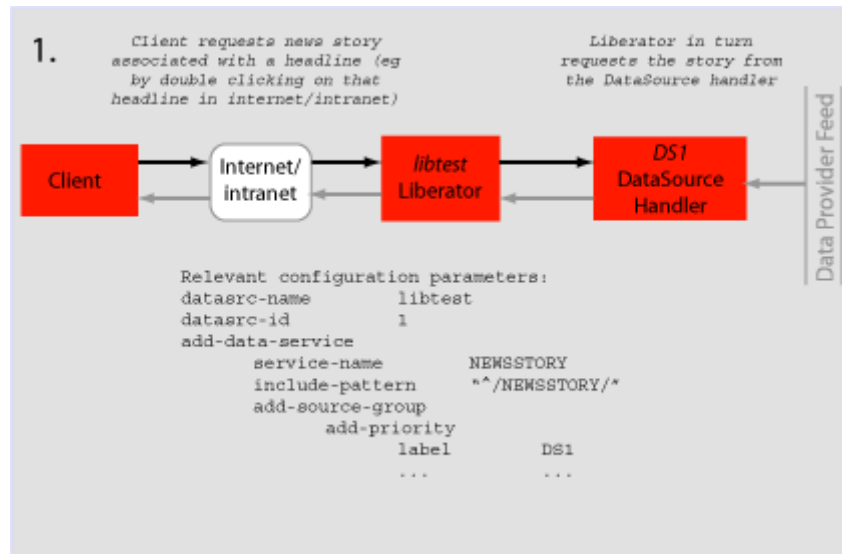 1.
Client requests news story
associated with a headline (eg
by double clicking on that
headline in internet/intranet)
Liberator in turn
requests the story from
the DataSource handler
Client
Internet/
intranet
libtest
Liberator
DS1
DataSource
Handler
Data Provider Feed
Relevant configuration parameters:
datasrc-name libtest
datasrc-id 1
add-data-service
service-name NEWSSTORY
include-pattern "^/NEWSSTORY/"
add-source-group
add-priority
label DS1
... ...